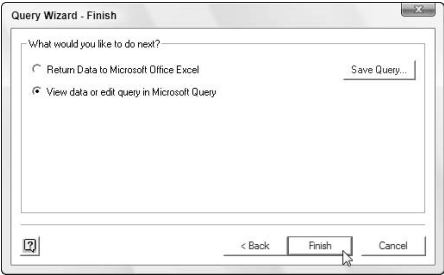 Query Wizard - Finish
What would you like to do next?
Return Data to Microsoft Office Excel
Save Query...
View data or edit query in Microsoft Query
?
< Back
Finish
Cancel